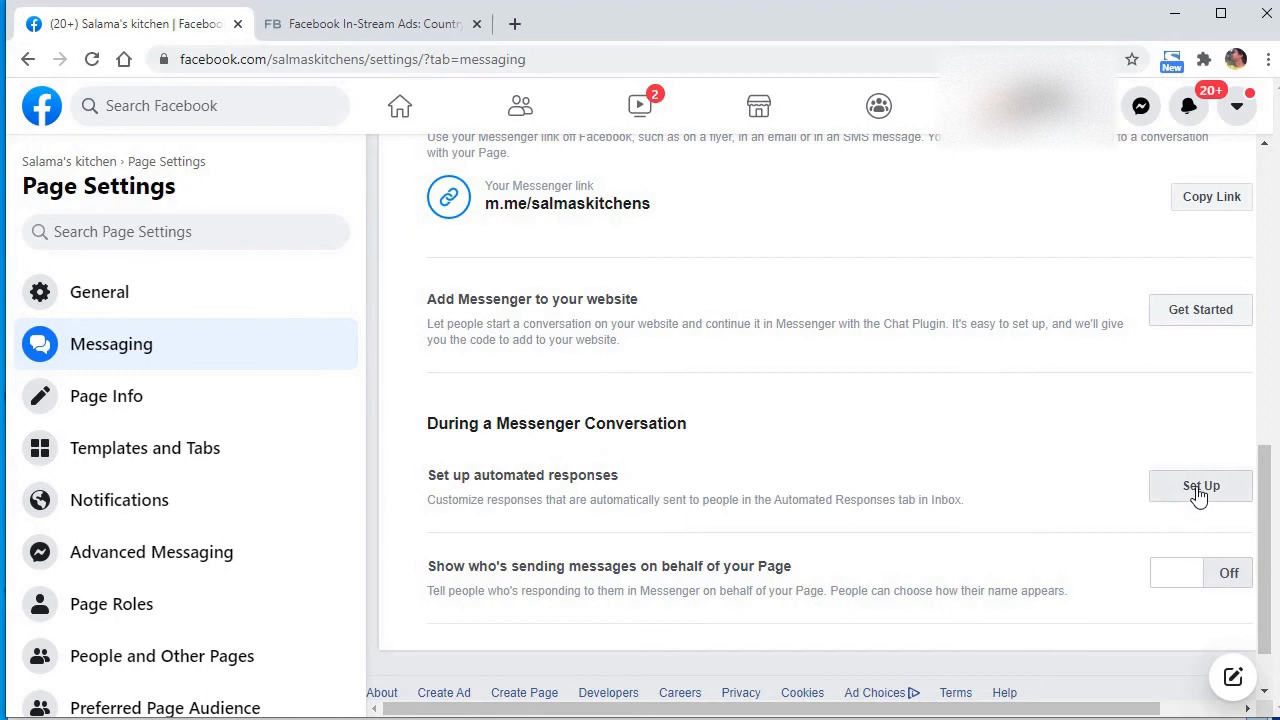 (20+) Salama's kitchen | Faceboo
FB Facebook In-Stream Ads: Countr
facebook.com/salmaskitchens/settings/?tab=messaging
New
Search Facebook
2
20+
Salama's kitchen › Page Settings
Page Settings
Search Page Settings
General
Messaging
Page Info
Templates and Tabs
Notifications
Advanced Messaging
Page Roles
People and Other Pages
Preferred Page Audience
Use your Messenger link off Facebook, such as on a flyer, in an email or in an SMS message. to a conversation
with your Page.
Your Messenger link
m.me/salmaskitchens
Copy Link
Add Messenger to your website
Let people start a conversation on your website and continue it in Messenger with the Chat Plugin. It's easy to set up, and we'll give
you the code to add to your website.
Get Started
During a Messenger Conversation
Set up automated responses
Customize responses that are automatically sent to people in the Automated Responses tab in Inbox.
Set Up
Show who's sending messages on behalf of your Page
Tell people who's responding to them in Messenger on behalf of your Page. People can choose how their name appears.
Off
About Create Ad Create Page Developers Careers Privacy Cookies Ad Choices Terms Help